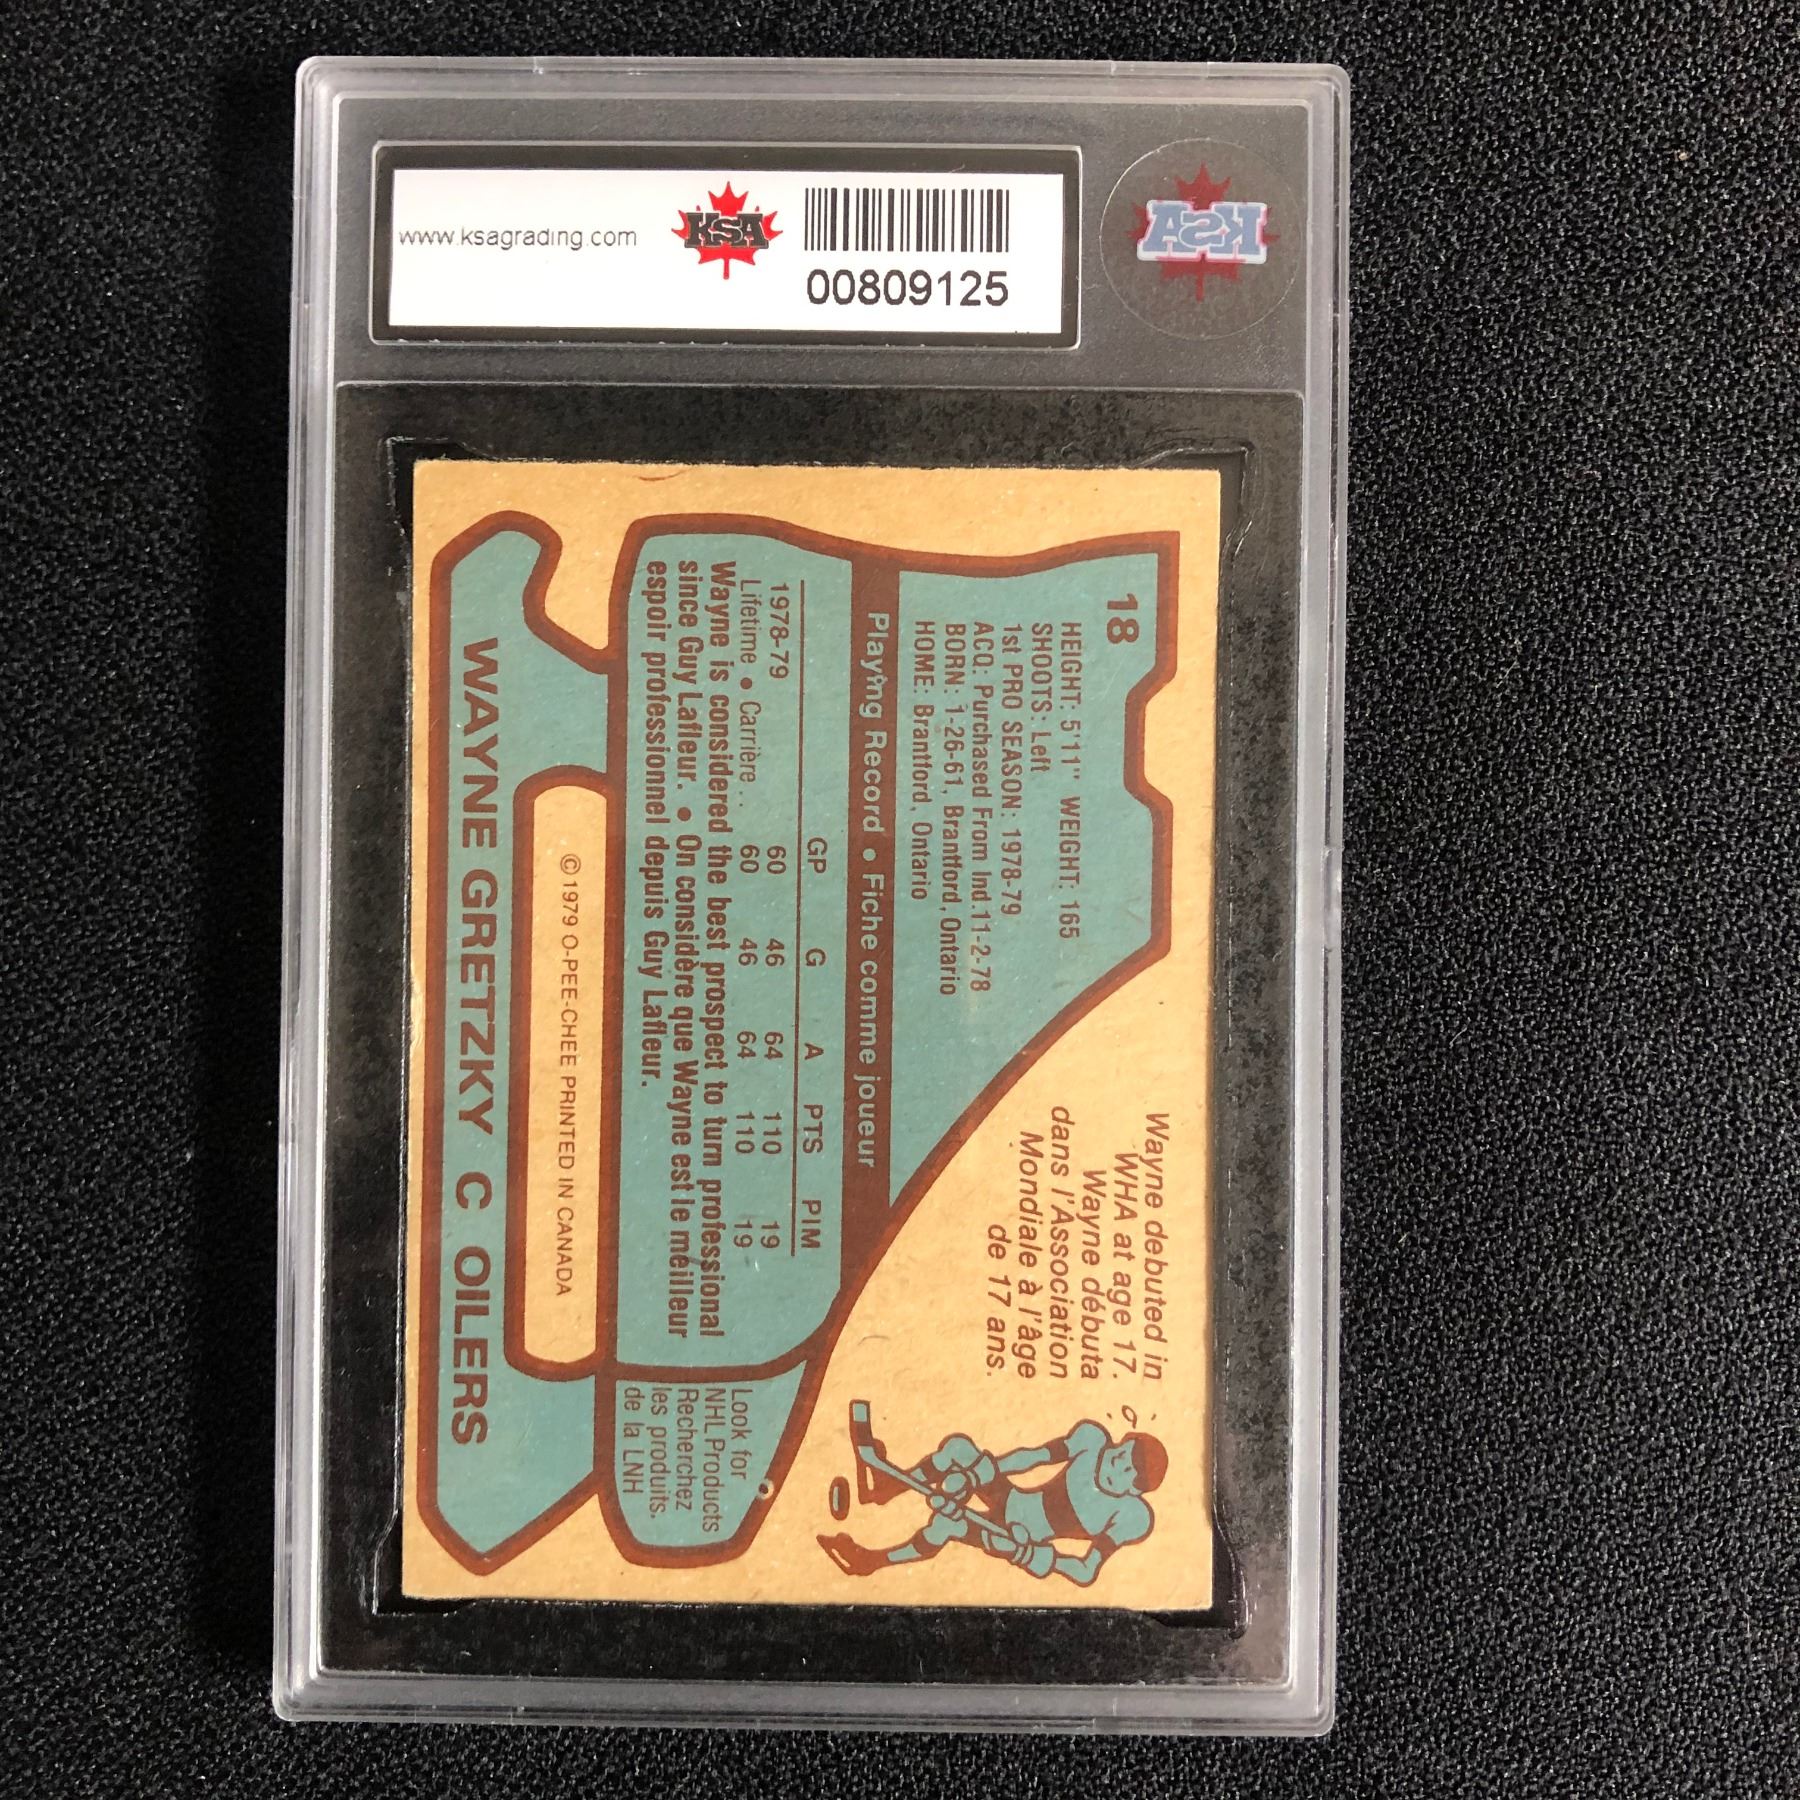 www.ksagrading.com
KSA
00809125
KSA
18
HEIGHT: 5'11" WEIGHT: 165
SHOOTS: Left
1st PRO SEASON: 1978-79
ACQ: Purchased From Ind.11-2-78
BORN: 1-26-61, Brantford, Ontario
HOME: Brantford, Ontario
Wayne debuted in
WHA at age 17.
Wayne débuta
dans l'Association
Mondiale à l'âge
de 17 ans.
Playing Record • Fiche comme joueur
GP G A PTS PIM
1978-79 60 46 64 110 19
Lifetime • Carrière.. 60 46 64 110 19
Wayne is considered the best prospect to turn professional
since Guy Lafleur. • On considère que Wayne est le meilleur
espoir professionnel depuis Guy Lafleur.
Look for
NHL Products
Recherchez
les produits.
de la LNH
© 1979 O-PEE-CHEE PRINTED IN CANADA
WAYNE GRETZKY C OILERS